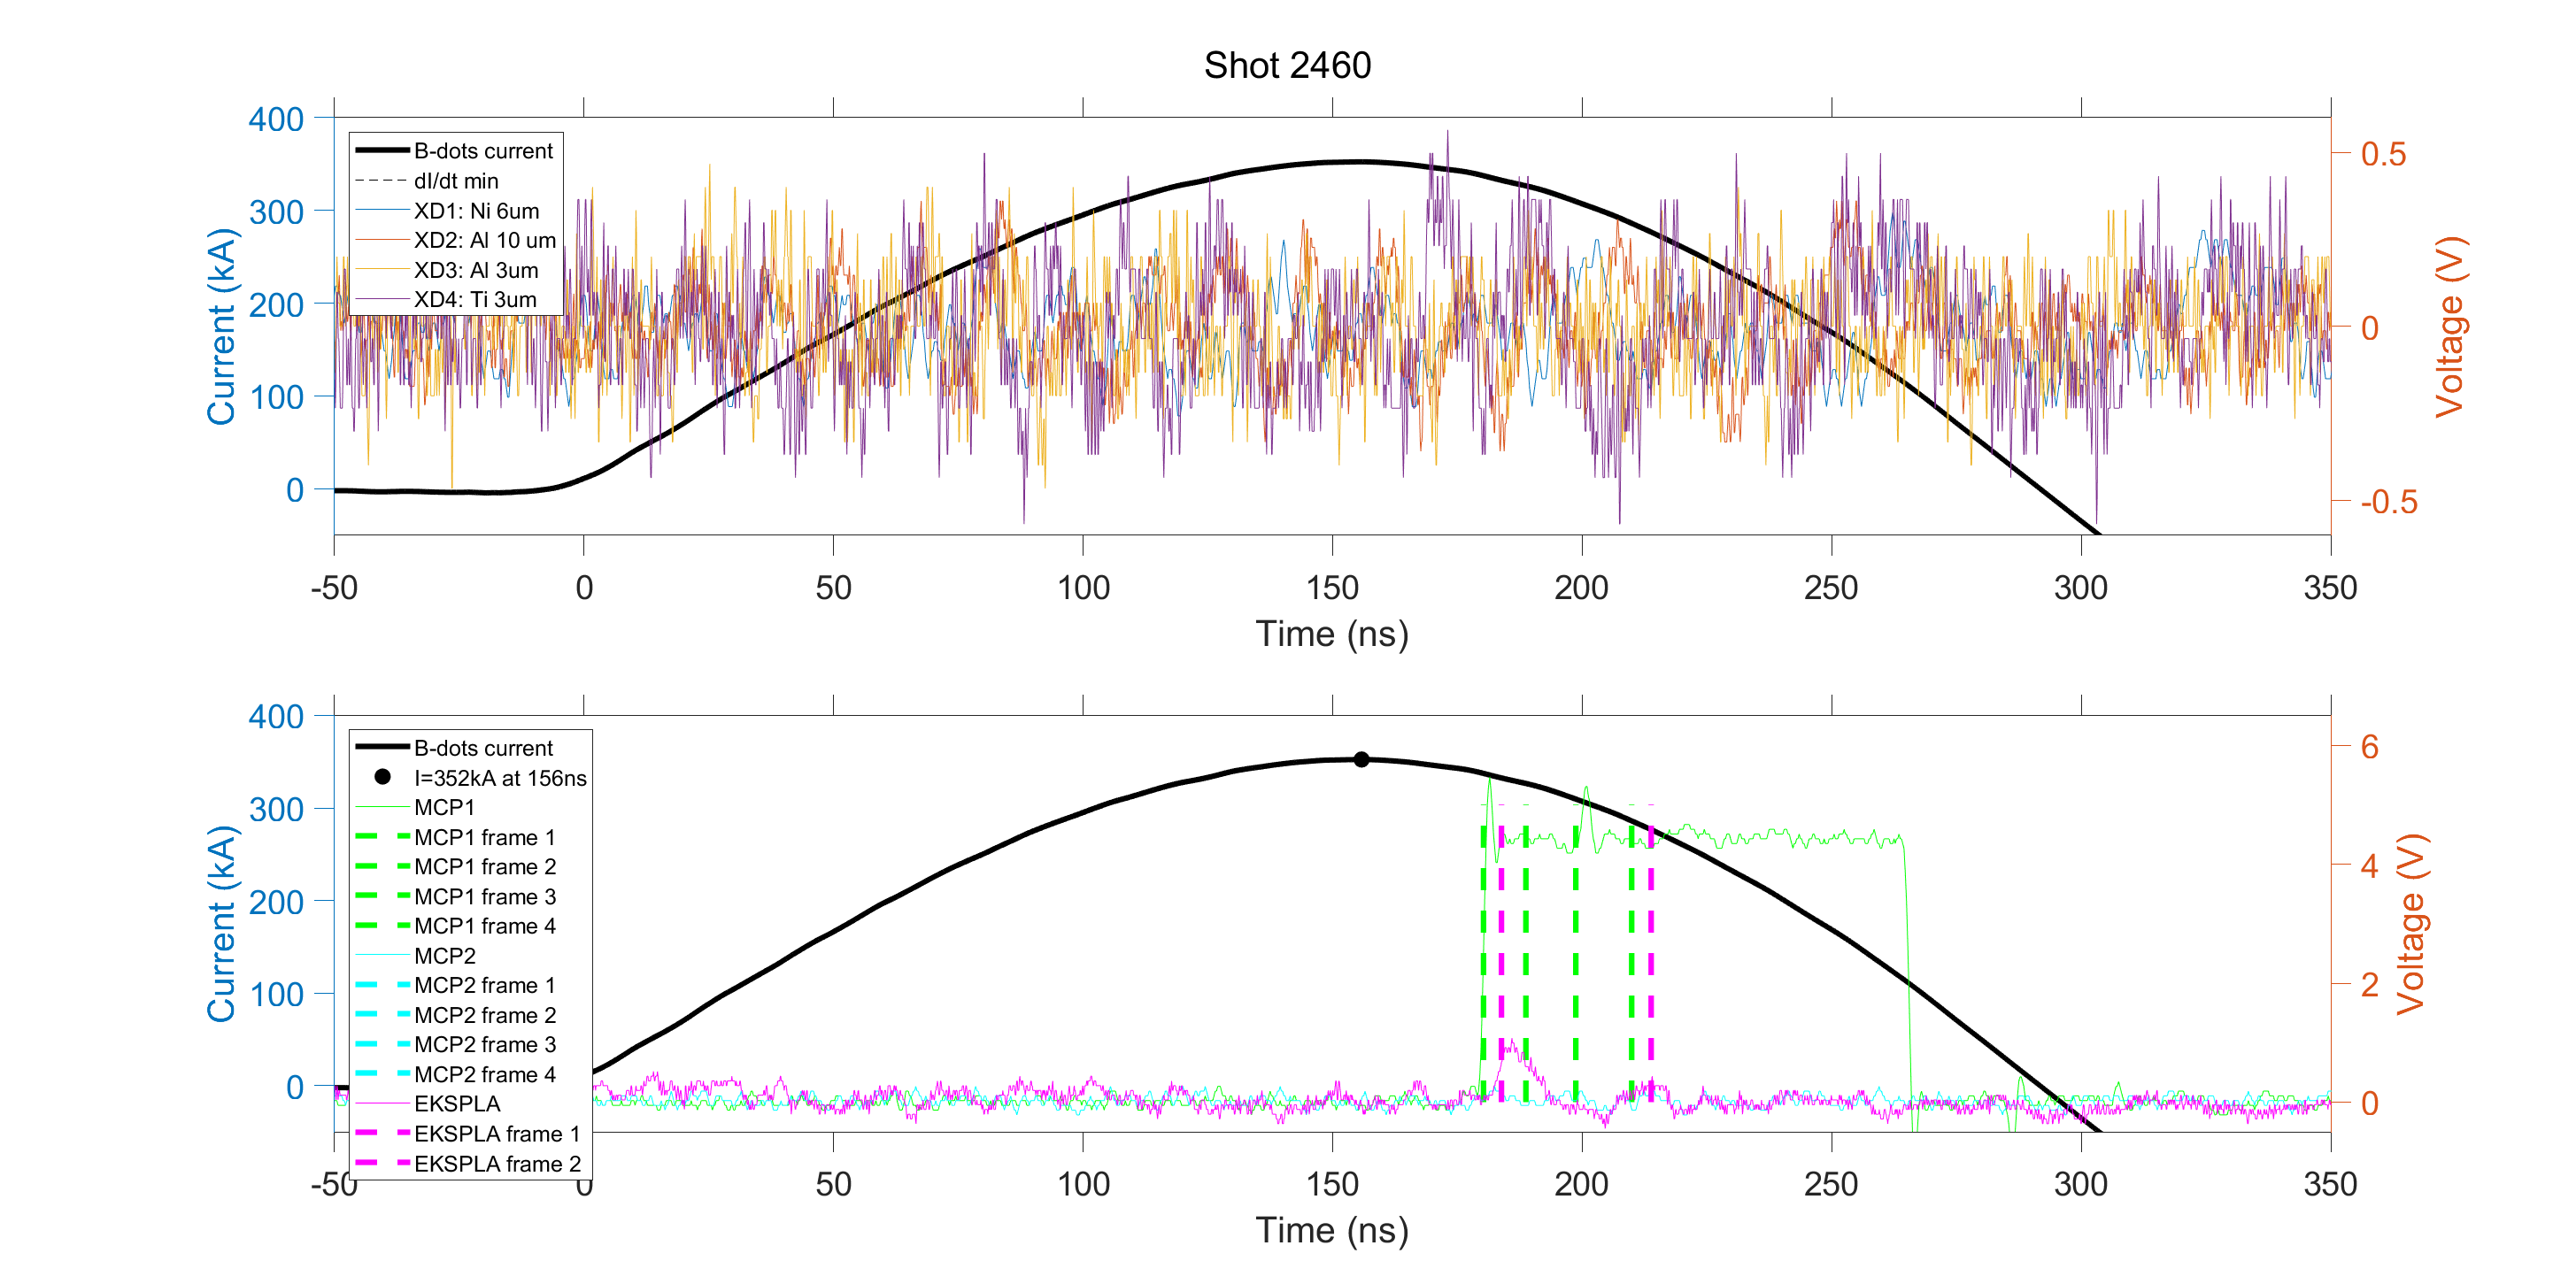 Shot 2460
400
300
200
100
0
Current (kA)
0.5
0
-0.5
Voltage (V)
B-dots current
dI/dt min
XD1: Ni 6um
XD2: Al 10 um
XD3: Al 3um
XD4: Ti 3um
-50 0 50 100 150 200 250 300 350
Time (ns)
400
300
200
100
0
Current (kA)
6
4
2
0
Voltage (V)
B-dots current
I=352kA at 156ns
MCP1
MCP1 frame 1
MCP1 frame 2
MCP1 frame 3
MCP1 frame 4
MCP2
MCP2 frame 1
MCP2 frame 2
MCP2 frame 3
MCP2 frame 4
EKSPLA
EKSPLA frame 1
EKSPLA frame 2
-50 0 50 100 150 200 250 300 350
Time (ns)